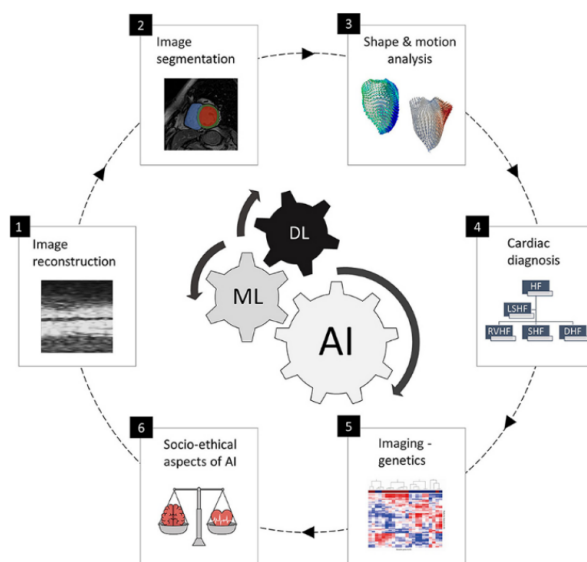 1
Image
reconstruction
2
Image
segmentation
3
Shape & motion
analysis
4
Cardiac
diagnosis
HF
LSHF
RVHF SHF DHF
5
Imaging -
genetics
6
Socio-ethical
aspects of AI
DL
ML
AI